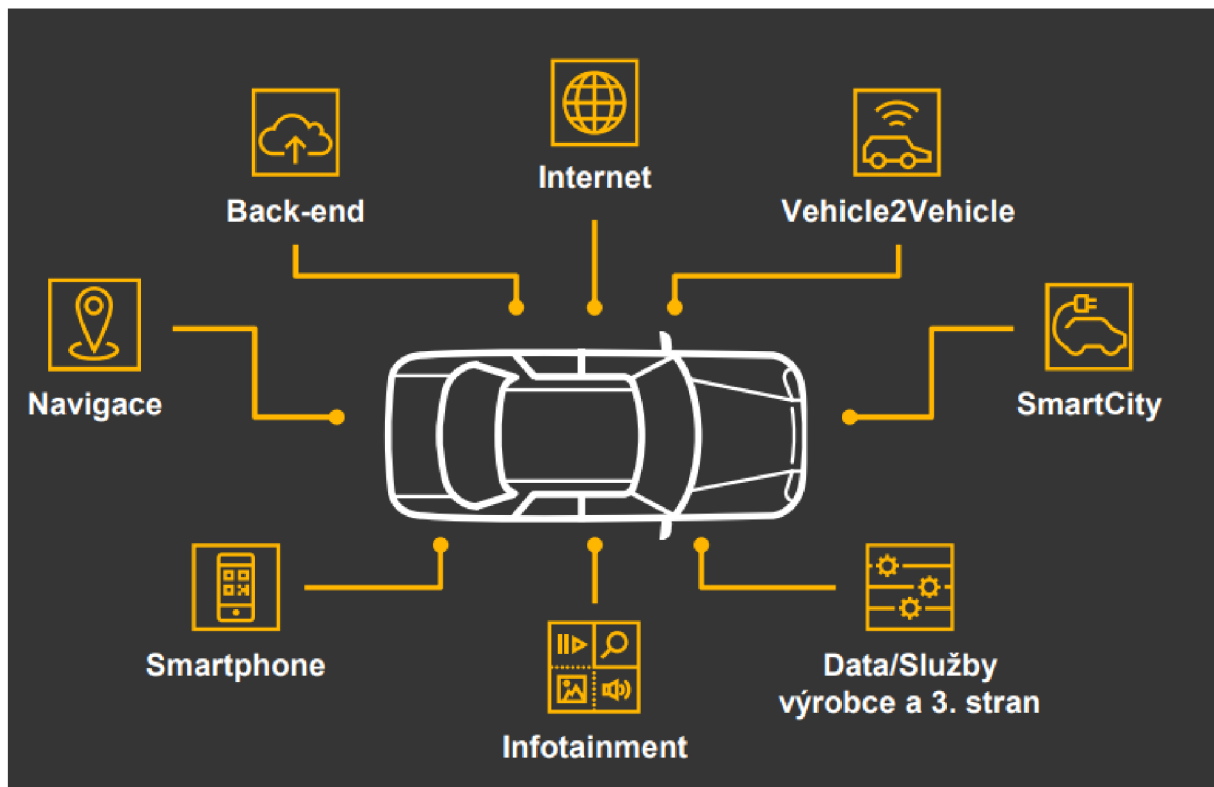 Internet
Back-end
Vehicle2Vehicle
Navigace
SmartCity
Smartphone
Data/Služby
výrobce a 3. stran
Infotainment